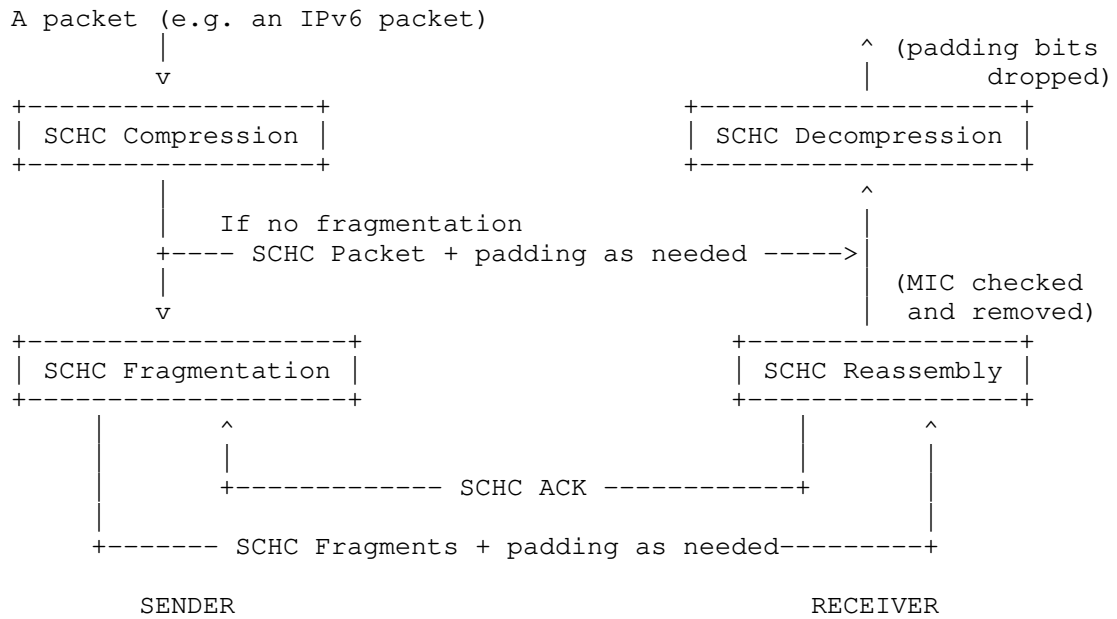 A packet (e.g. an IPv6 packet)
(padding bits
dropped)
SCHC Compression
SCHC Decompression
If no fragmentation
SCHC Packet + padding as needed
(MIC checked
and removed)
SCHC Fragmentation
SCHC Reassembly
SCHC ACK
SCHC Fragments + padding as needed
SENDER
RECEIVER